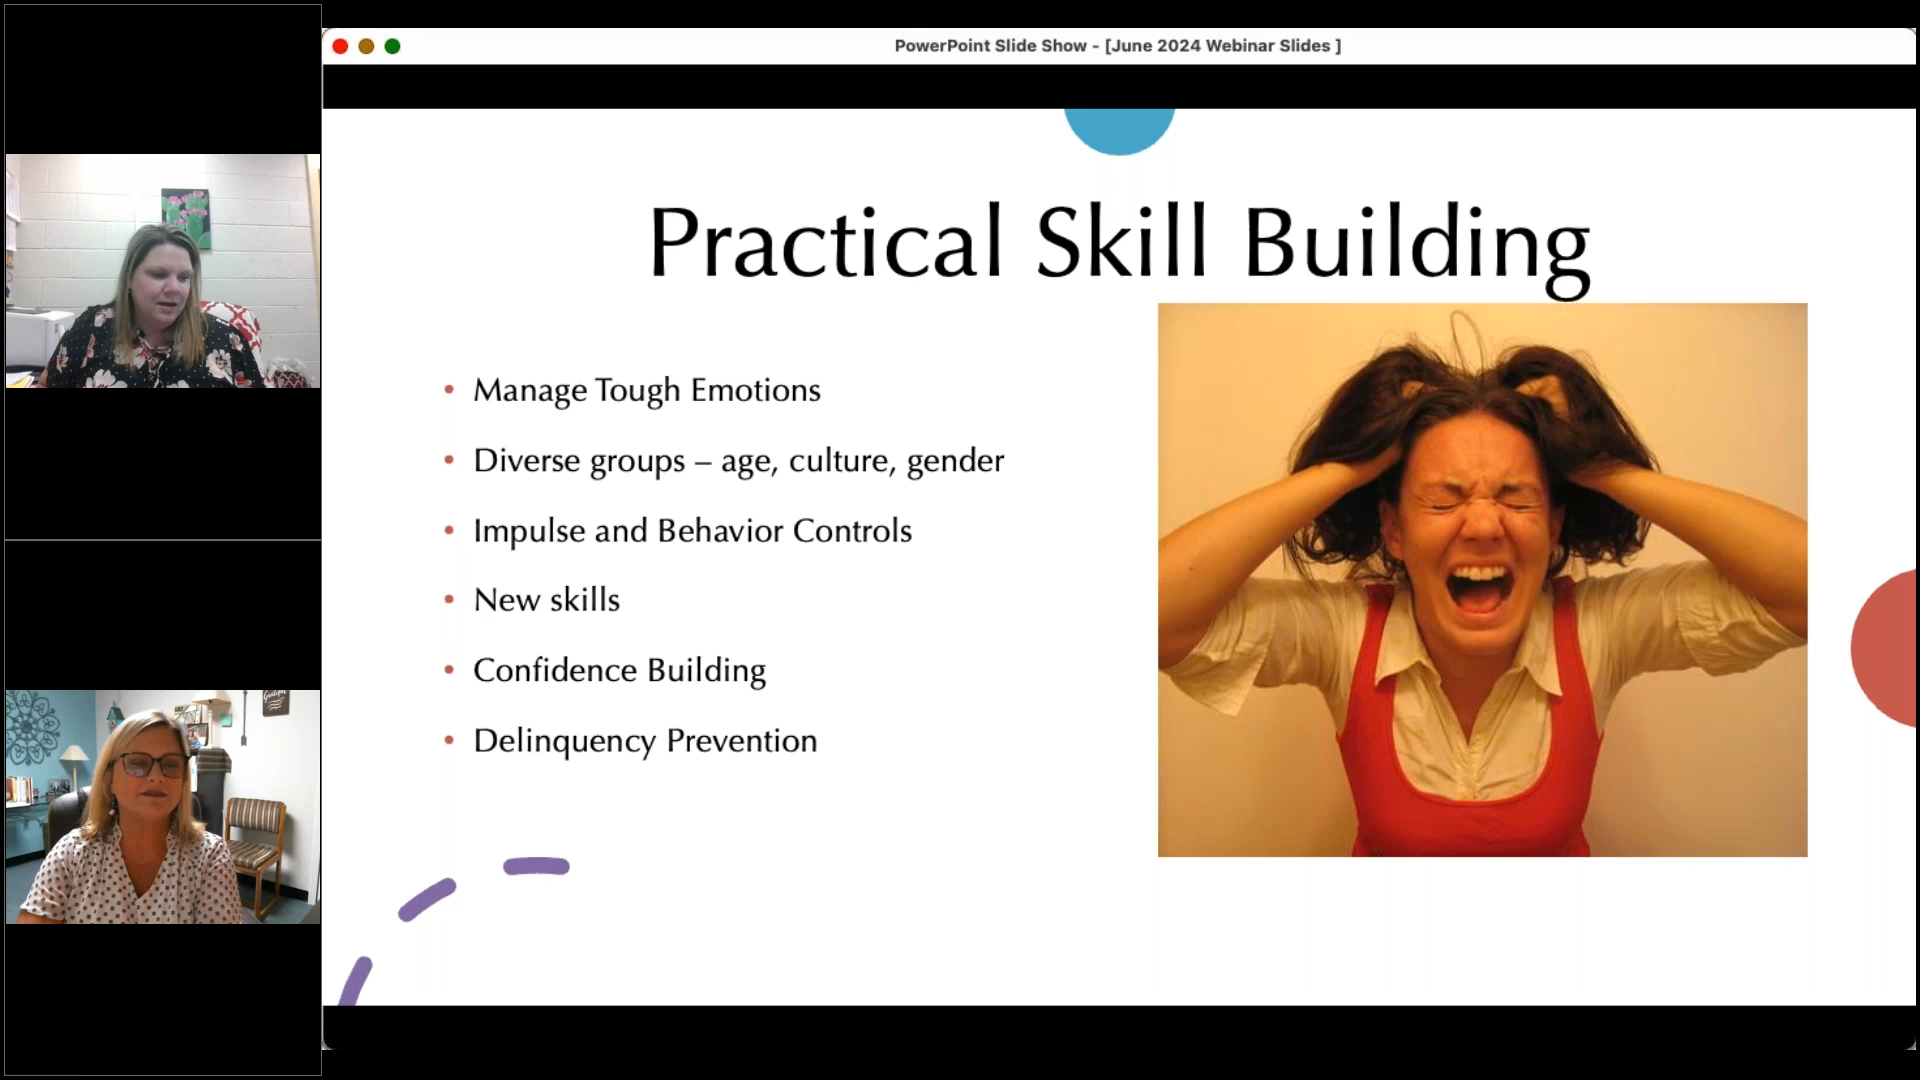 PowerPoint Slide Show - [June 2024 Webinar Slides ]
Practical Skill Building
• Manage Tough Emotions
• Diverse groups – age, culture, gender
• Impulse and Behavior Controls
• New skills
• Confidence Building
• Delinquency Prevention
Grateful